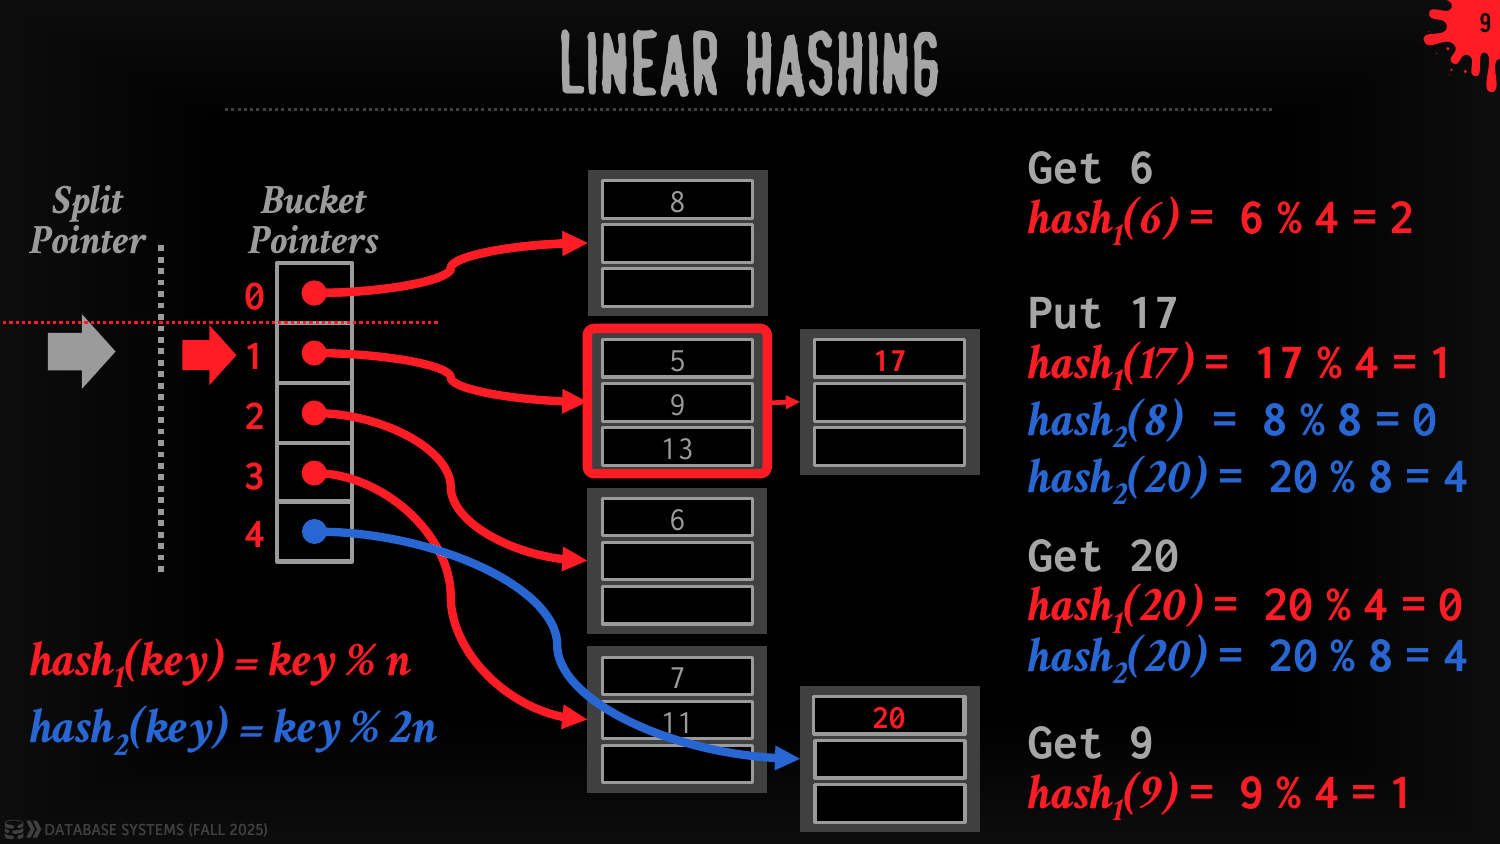 LINEAR HASHING
9
Split
Pointer
Bucket
Pointers
0
1
2
3
4
8
5
9
13
17
6
7
11
20
hash1(key) = key % n
hash2(key) = key % 2n
Get 6
hash1(6) = 6 % 4 = 2
Put 17
hash1(17) = 17 % 4 = 1
hash2(8) = 8 % 8 = 0
hash2(20) = 20 % 8 = 4
Get 20
hash1(20) = 20 % 4 = 0
hash2(20) = 20 % 8 = 4
Get 9
hash1(9) = 9 % 4 = 1
DATABASE SYSTEMS (FALL 2025)